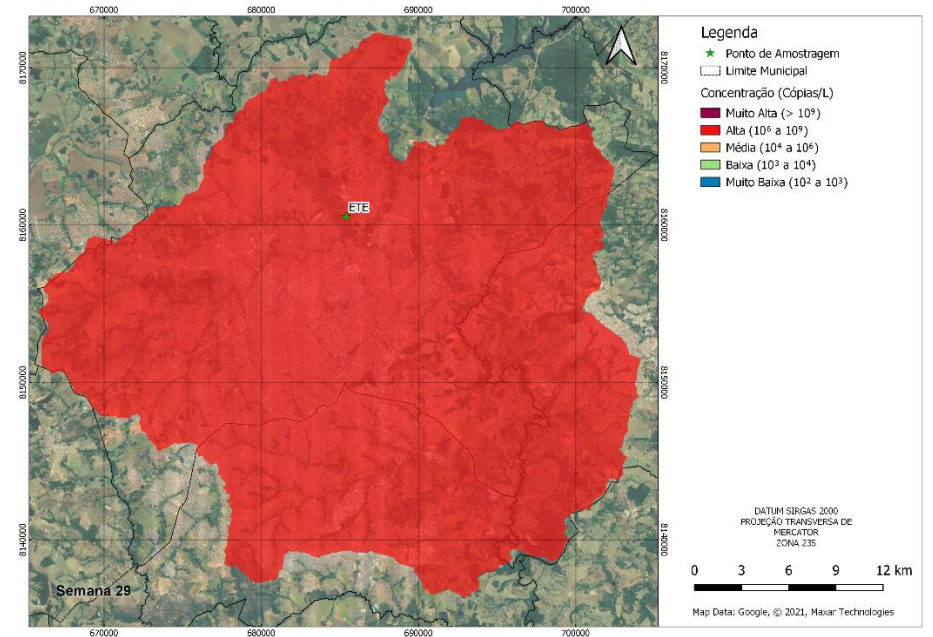 670000 680000 690000 700000
Legenda
Ponto de Amostragem
Limite Municipal
Concentração (Cópias/L)
Muito Alta (> 10⁹)
Alta (10⁶ a 10⁹)
Média (10⁴ a 10⁶)
Baixa (10³ a 10⁴)
Muito Baixa (10² a 10³)
8170000 8170000
ETE
8160000 8160000
8150000 8150000
8140000 8140000
DATUM SIRGAS 2000
PROJEÇÃO TRANSVERSA DE
MERCATOR
ZONA 23S
0 3 6 9 12 km
Semana 29
Map Data: Google, © 2021, Maxar Technologies
670000 680000 690000 700000